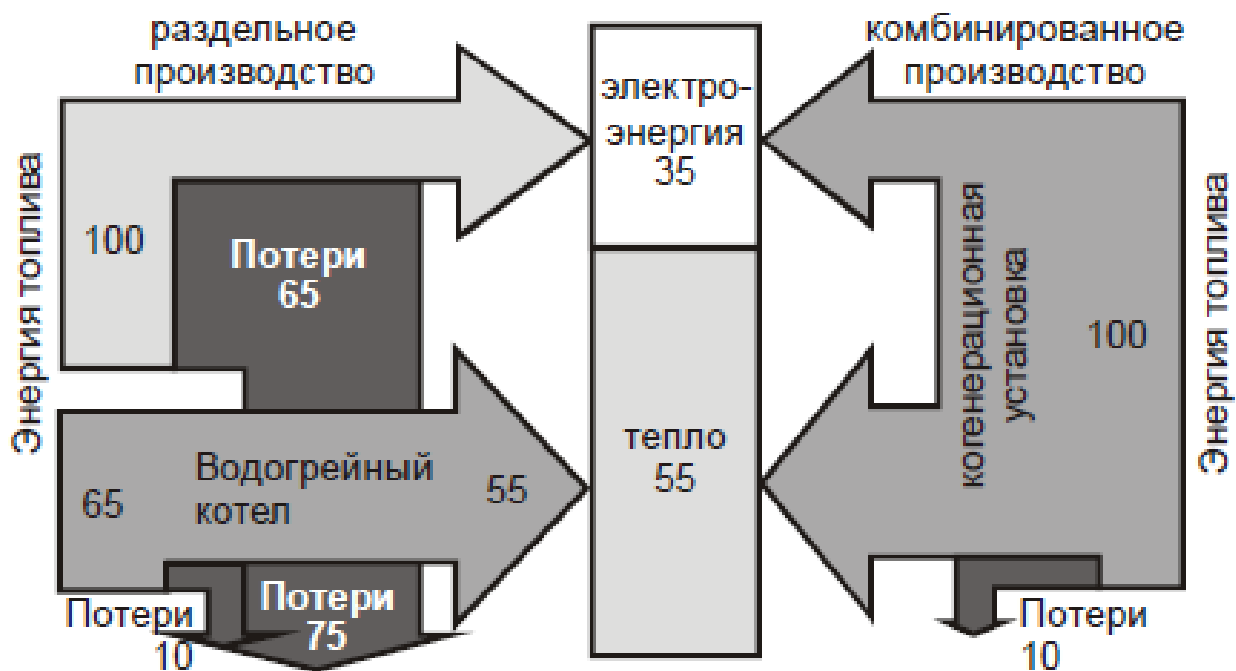 раздельное
производство
комбинированное
производство
Энергия топлива
100
Потери
65
65
Водогрейный
котел
55
Потери
10
Потери
75
электро-
энергия
35
тепло
55
когенерационная
установка
100
Энергия топлива
Потери
10